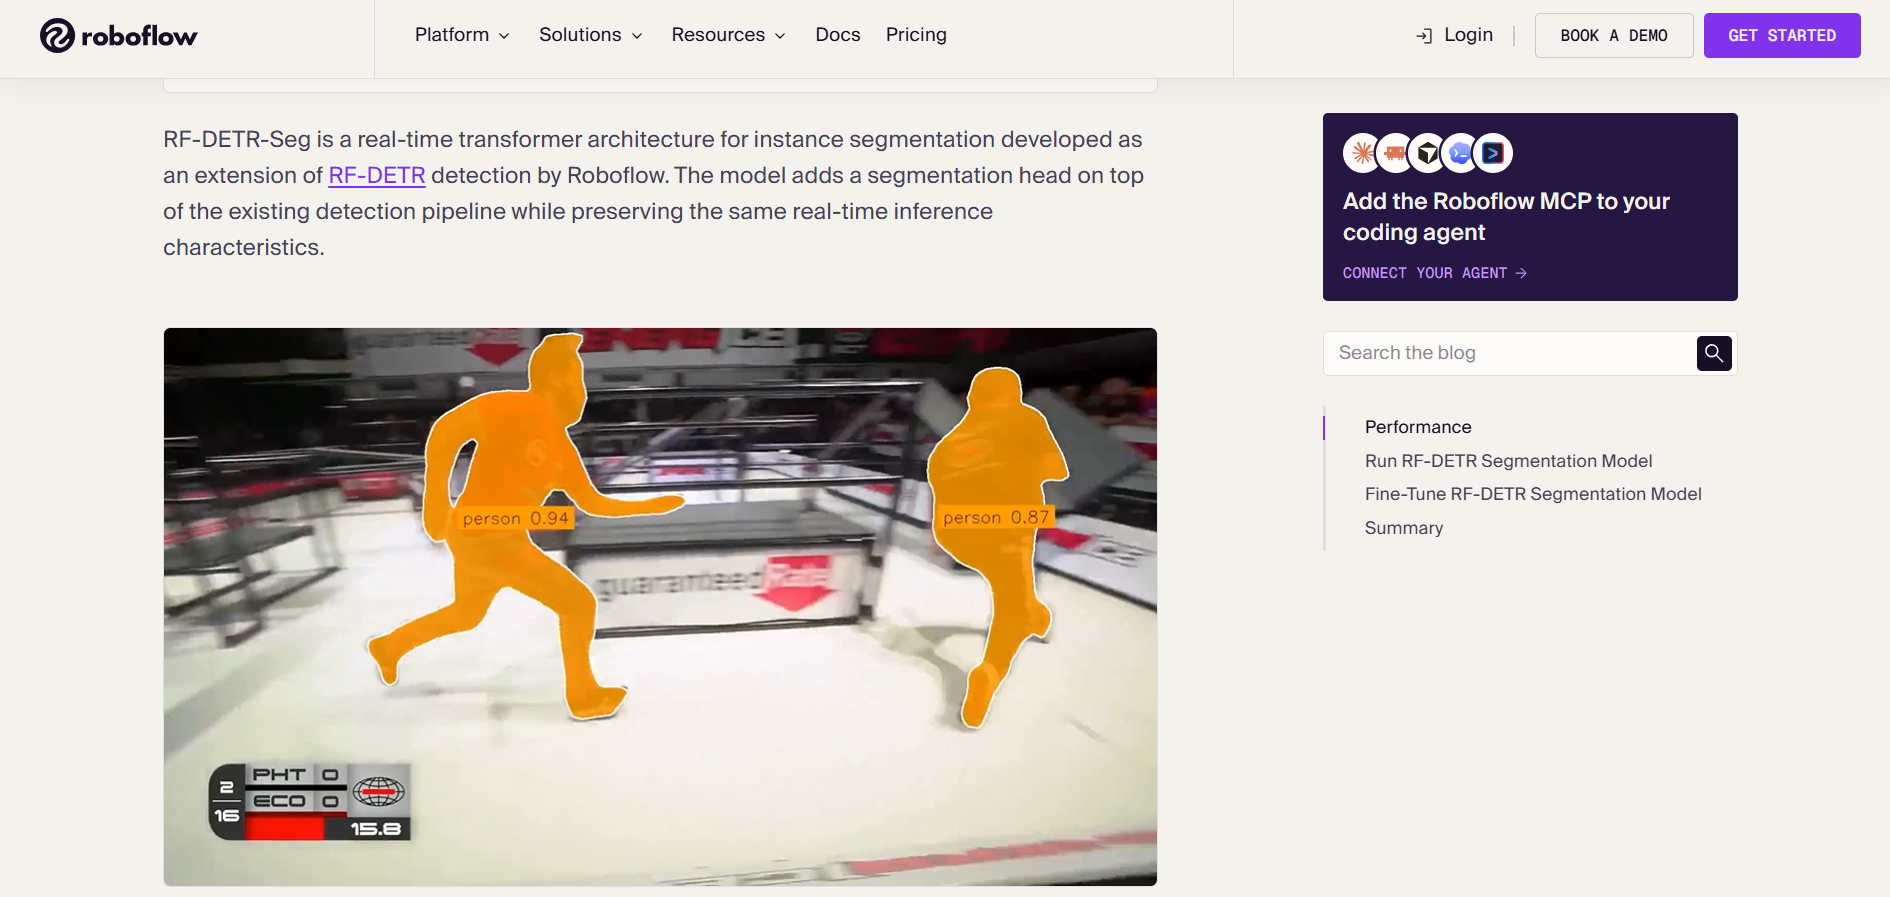 roboflow
Platform
Solutions
Resources
Docs
Pricing
Login
BOOK A DEMO
GET STARTED
RF-DETR-Seg is a real-time transformer architecture for instance segmentation developed as
an extension of RF-DETR detection by Roboflow. The model adds a segmentation head on top
of the existing detection pipeline while preserving the same real-time inference
characteristics.
guaranteed
person 0.94
person 0.87
guaranteed Rate
2
16
PHT 0
ECO 0
15.8
Add the Roboflow MCP to your
coding agent
CONNECT YOUR AGENT →
Search the blog
Performance
Run RF-DETR Segmentation Model
Fine-Tune RF-DETR Segmentation Model
Summary